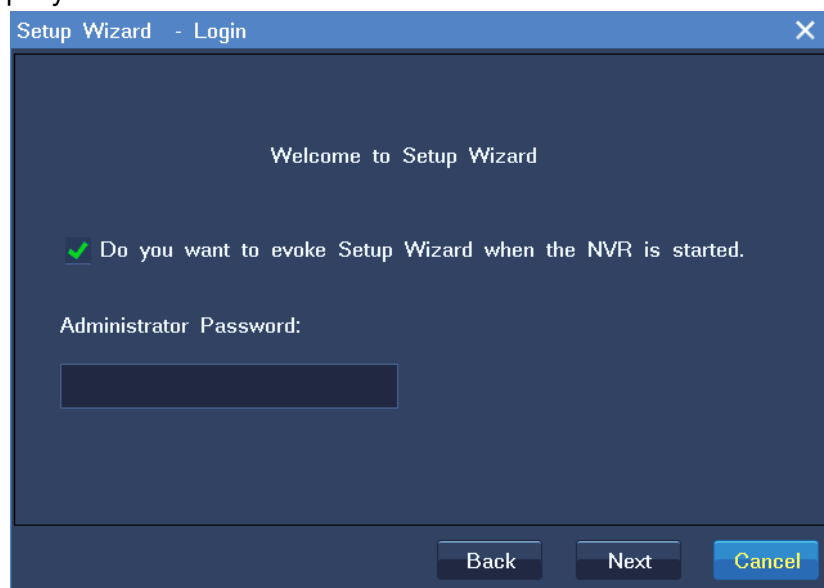 Setup Wizard - Login
Welcome to Setup Wizard
Do you want to evoke Setup Wizard when the NVR is started.
Administrator Password:
Back Next Cancel